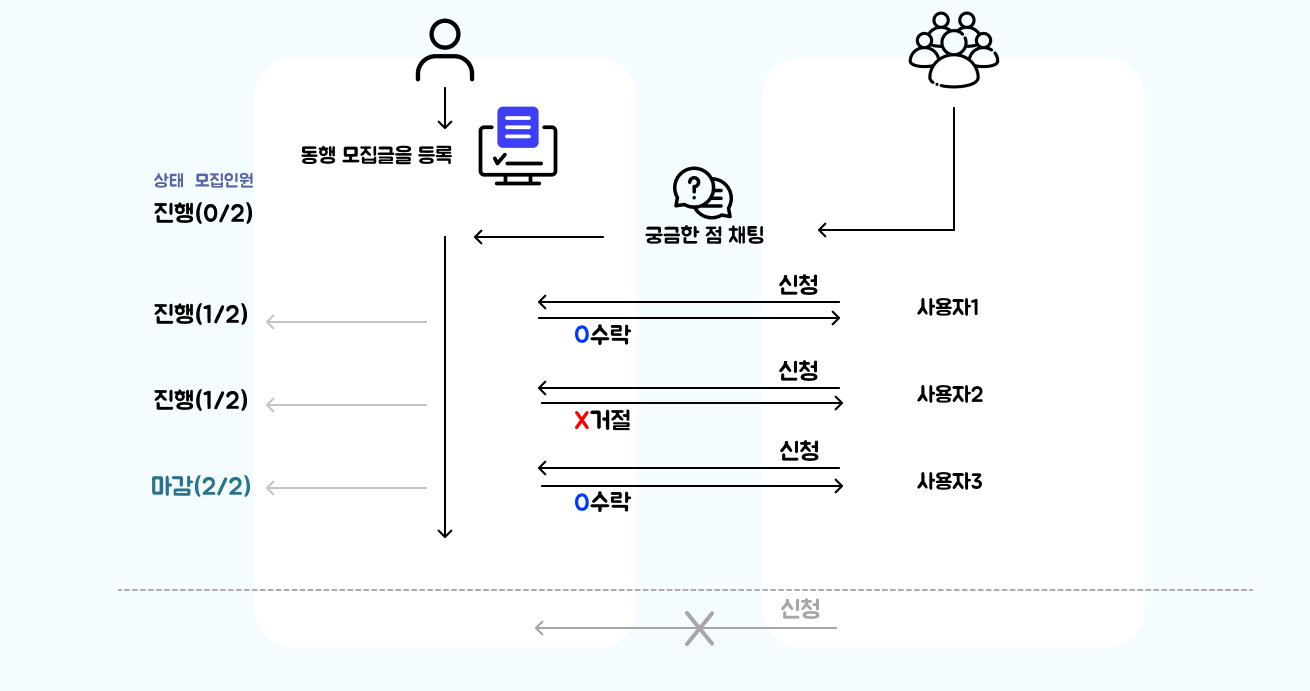 동행 모집글을 등록
상태 모집인원
진행(0/2)
?
궁금한 점 채팅
신청
진행(1/2)
사용자1
O수락
신청
진행(1/2)
사용자2
X거절
신청
마감(2/2)
사용자3
O수락
신청
X